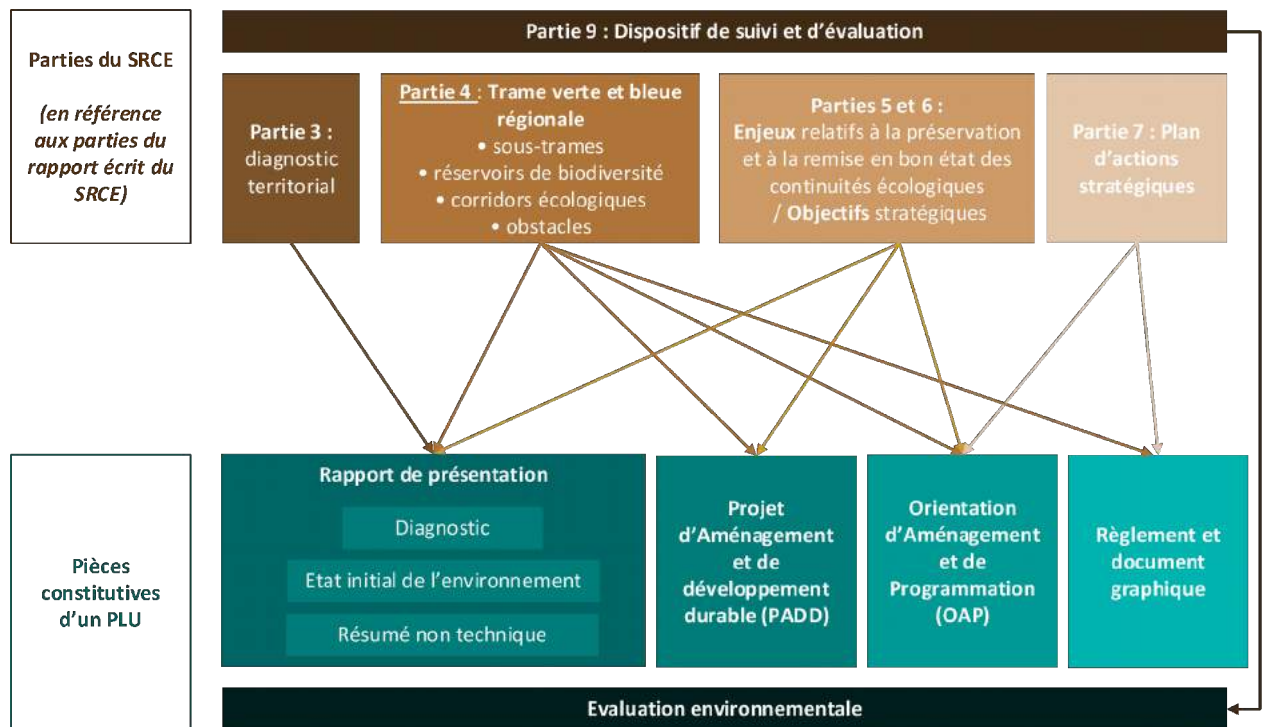 Parties du SRCE
(en référence
aux parties du
rapport écrit du
SRCE)
Partie 9 : Dispositif de suivi et d'évaluation
Partie 3 :
diagnostic
territorial
Partie 4 : Trame verte et bleue
régionale
• sous-trames
• réservoirs de biodiversité
• corridors écologiques
• obstacles
Parties 5 et 6 :
Enjeux relatifs à la préservation
et à la remise en bon état des
continuités écologiques
/ Objectifs stratégiques
Partie 7 : Plan
d'actions
stratégiques
Pièces
constitutives
d'un PLU
Rapport de présentation
Diagnostic
Etat initial de l'environnement
Résumé non technique
Projet
d'Aménagement
et de
développement
durable (PADD)
Orientation
d'Aménagement
et de
Programmation
(OAP)
Règlement et
document
graphique
Evaluation environnementale